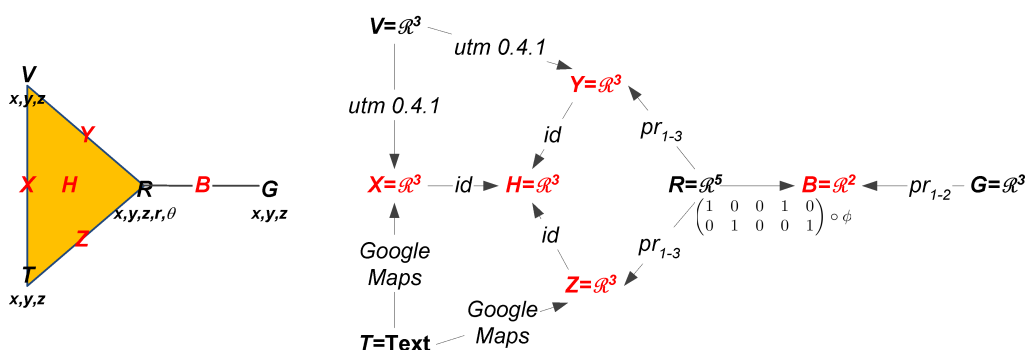 V
x,y,z
Y
X H R B G
x,y,z,r,θ x,y,z
Z
T
x,y,z
V=ℛ³
utm 0.4.1
Y=ℛ³
utm 0.4.1
id pr₁₋₃
X=ℛ³ id H=ℛ³ R=ℛ⁵ B=ℛ² pr₁₋₂ G=ℛ³
(1 0 0 1 0
0 1 0 0 1) ∘ ϕ
Google
Maps
id pr₁₋₃
Z=ℛ³
Google
Maps
T=Text